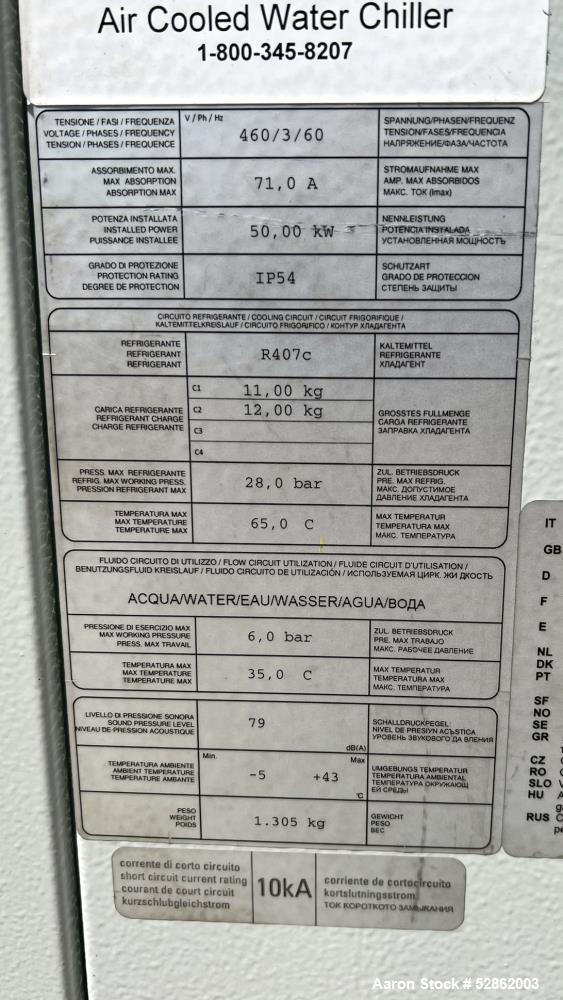 Air Cooled Water Chiller
1-800-345-8207
TENSIONE / FASI / FREQUENZA
VOLTAGE / PHASES / FREQUENCY
TENSION / PHASES / FREQUENCE
V / Ph / Hz
460/3/60
SPANNUNG/PHASEN/FREQUENZ
TENSION/FASES/FRECUENCIA
НАПРЯЖЕНИЕ/ФАЗА/ЧАСТОТА
ASSORBIMENTO MAX.
MAX ABSORPTION
ABSORPTION MAX
71,0 A
STROMAUFNAHME MAX
AMP. MAX ABSORBIDOS
МАКС. ТОК (Imax)
POTENZA INSTALLATA
INSTALLED POWER
PUISSANCE INSTALLEE
50,00 kW
NENNLEISTUNG
POTENCIA INSTALADA
УСТАНОВЛЕННАЯ МОЩНОСТЬ
GRADO DI PROTEZIONE
PROTECTION RATING
DEGREE DE PROTECTION
IP54
SCHUTZART
GRADO DE PROTECCION
СТЕПЕНЬ ЗАЩИТЫ
CIRCUITO REFRIGERANTE / COOLING CIRCUIT / CIRCUIT FRIGORIFIQUE /
KALTEMITTELKREISLAUF / CIRCUITO FRIGORIFICO / КОНТУР ХЛАДАГЕНТА
REFRIGERANTE
REFRIGERANT
REFRIGERANT
R407c
KALTEMITTEL
REFRIGERANTE
ХЛАДАГЕНТ
CARICA REFRIGERANTE
REFRIGERANT CHARGE
CHARGE REFRIGERANTE
C1 11,00 kg
C2 12,00 kg
C3
C4
GROSSTES FULLMENGE
CARGA REFRIGERANTE
ЗАПРАВКА ХЛАДАГЕНТА
PRESS. MAX REFRIGERANTE
REFRIG. MAX WORKING PRESS.
PRESSION REFRIGERANT MAX
28,0 bar
ZUL. BETRIEBSDRUCK
PRE. MAX REFRIG.
МАКС. ДОПУСТИМОЕ
ДАВЛЕНИЕ ХЛАДАГЕНТА
TEMPERATURA MAX
MAX TEMPERATURE
TEMPERATURE MAX
65,0 C
MAX TEMPERATUR
TEMPERATURA MAX
МАКС. ТЕМПЕРАТУРА
FLUIDO CIRCUITO DI UTILIZZO / FLOW CIRCUIT UTILIZATION / FLUIDE CIRCUIT D'UTILISATION /
BENUTZUNGSFLUID KREISLAUF / FLUIDO CIRCUITO DE UTILIZACIÓN / ИСПОЛЬЗУЕМАЯ ЦИРК. ЖИ ДКОСТЬ
ACQUA/WATER/EAU/WASSER/AGUA/ВОДА
PRESSIONE DI ESERCIZIO MAX
MAX WORKING PRESSURE
PRESS. MAX TRAVAIL
6,0 bar
ZUL. BETRIEBSDRUCK
PRE. MAX TRABAJO
МАКС. РАБОЧЕЕ ДАВЛЕНИЕ
TEMPERATURA MAX
MAX TEMPERATURE
TEMPERATURE MAX
35,0 C
MAX TEMPERATUR
TEMPERATURA MAX
МАКС. ТЕМПЕРАТУРА
LIVELLO DI PRESSIONE SONORA
SOUND PRESSURE LEVEL
NIVEAU DE-PRESSION ACOUSTIQUE
79
dB(A)
SCHALLDRUCKPEGEL
NIVEL DE PRESIÝN ACⱾSTICA
УРОВЕНЬ ЗВУКОВОГО ДА ВЛЕНИЯ
TEMPERATURA AMBIENTE
AMBIENT TEMPERATURE
TEMPERATURE AMBANTE
Min. Max
-5 +43
°C
UMGEBUNGS TEMPERATUR
TEMPERATURA AMBIENTAL
ТЕМПЕРАТУРА ОКРУЖАЮЩ
ЕЙ СРЕДЫ
PESO
WEIGHT
POIDS
1.305 kg
GEWICHT
PESO
ВЕС
corrente di corto circuito
short circuit current rating
courant de court circuit
kurzschlubgleichstrom
10kA
corriente de cortocircuito
kortslutningsstrom
ТОК КОРОТКОГО ЗАМЫКАНИЯ
IT
GB
D
F
E
NL
DK
PT
SF
NO
SE
GR
CZ
RO
SLO
HU
RUS
Aaron Stock # 52862003